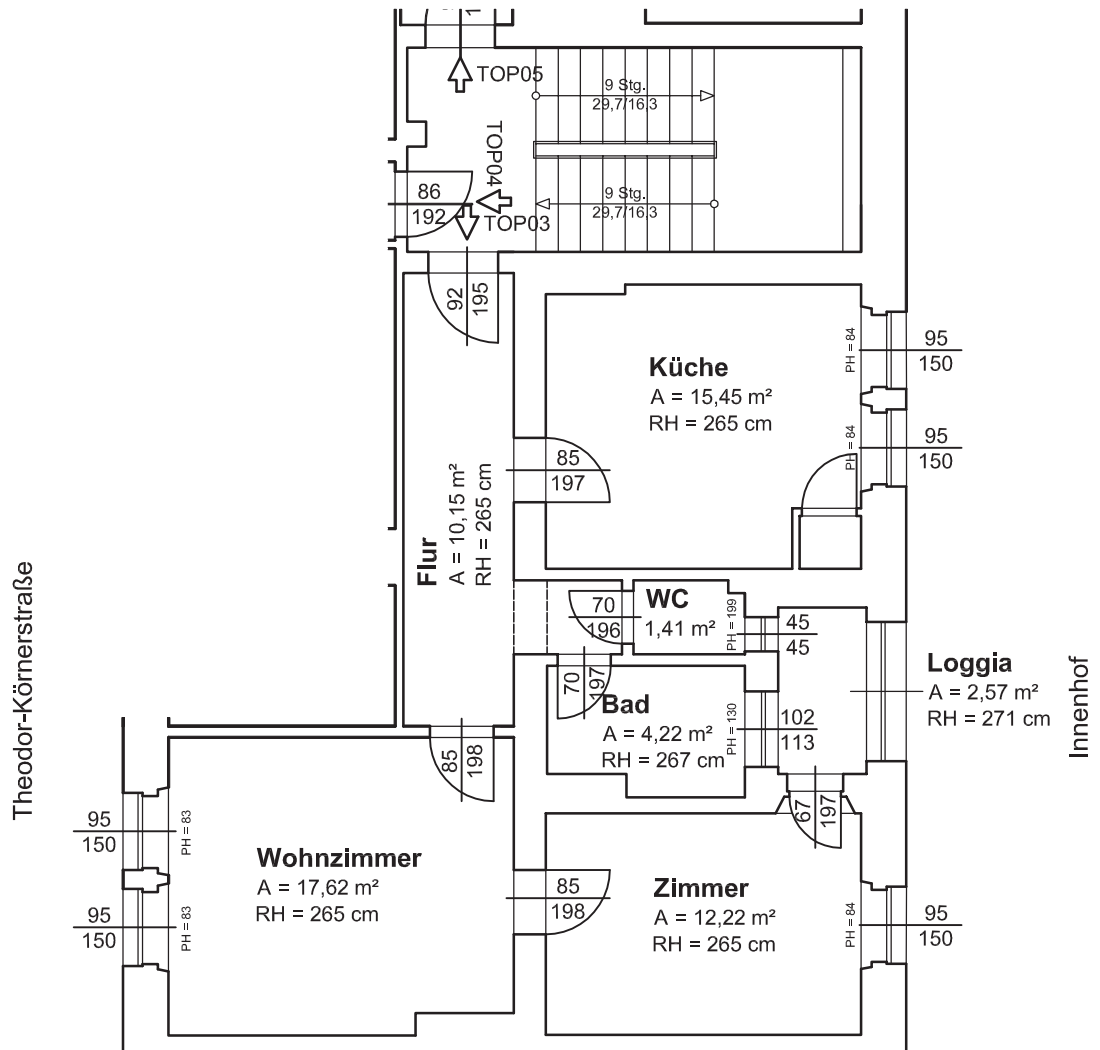 TOP05
9 Stg.
29,7/16,3
TOP04
86
192
TOP03
9 Stg.
29,7/16,3
92
195
Küche
A = 15,45 m²
RH = 265 cm
PH = 84
95
150
PH = 84
95
150
85
197
Flur
A = 10,15 m²
RH = 265 cm
70
196
WC
1,41 m²
PH = 199
45
45
70
197
Bad
A = 4,22 m²
RH = 267 cm
PH = 130
102
113
Loggia
A = 2,57 m²
RH = 271 cm
Innenhof
Theodor-Körnerstraße
85
198
67
197
95
150
PH = 83
Wohnzimmer
A = 17,62 m²
RH = 265 cm
95
150
PH = 83
85
198
Zimmer
A = 12,22 m²
RH = 265 cm
PH = 84
95
150